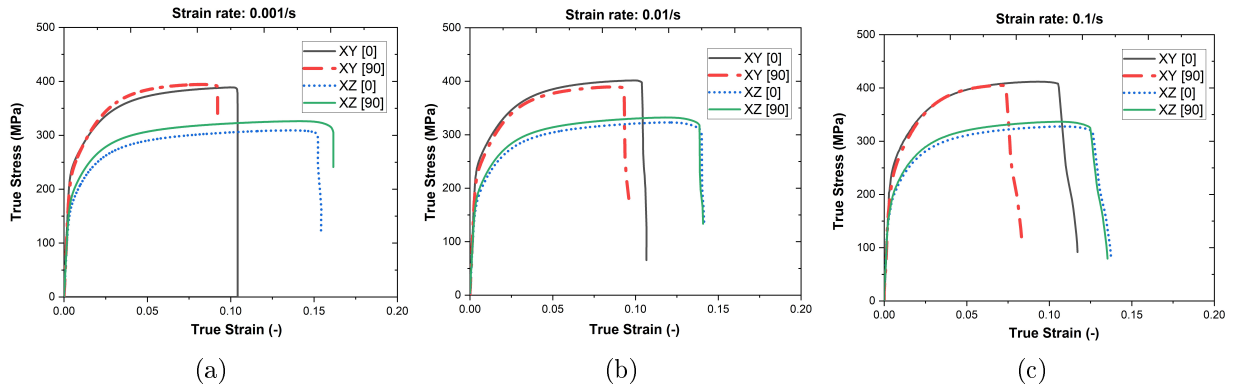 Strain rate: 0.001/s
500
400
300
200
100
0
0.00 0.05 0.10 0.15 0.20
True Stress (MPa)
True Strain (-)
XY [0]
XY [90]
XZ [0]
XZ [90]
(a)
Strain rate: 0.01/s
500
400
300
200
100
0
0.00 0.05 0.10 0.15 0.20
True Stress (MPa)
True Strain (-)
XY [0]
XY [90]
XZ [0]
XZ [90]
(b)
Strain rate: 0.1/s
500
400
300
200
100
0
0.00 0.05 0.10 0.15 0.20
True Stress (MPa)
True Strain (-)
XY [0]
XY [90]
XZ [0]
XZ [90]
(c)